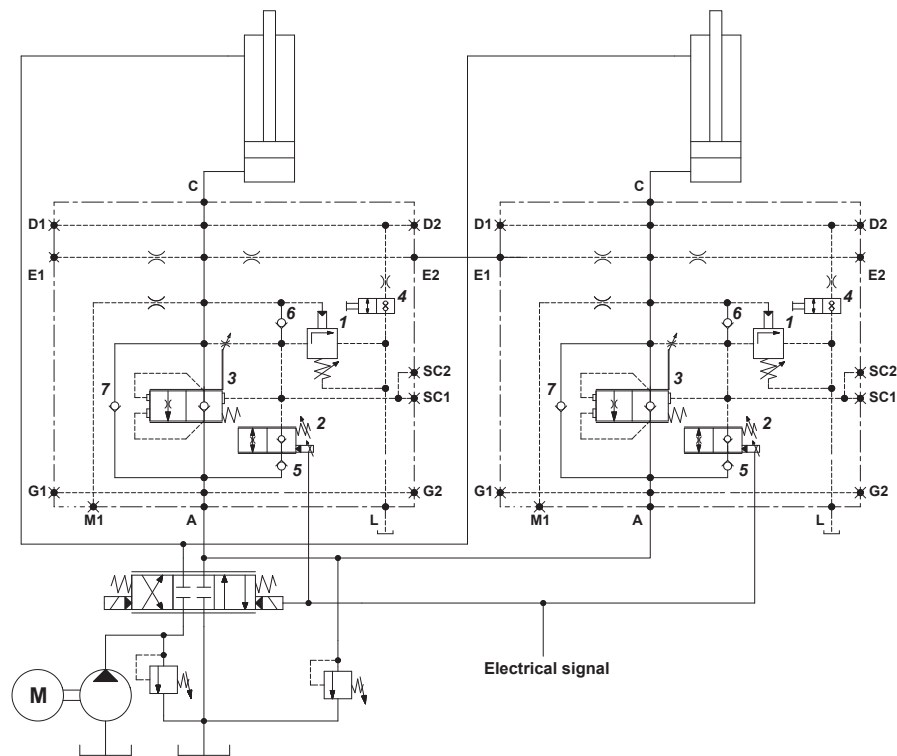 C C
D1 D2 D1 D2
E1 E2 E1 E2
4 4
6 1 6 1
SC2 SC2
3 3
7 SC1 7 SC1
2 2
5 5
G1 G2 G1 G2
M1 A L M1 A L
Electrical signal
M